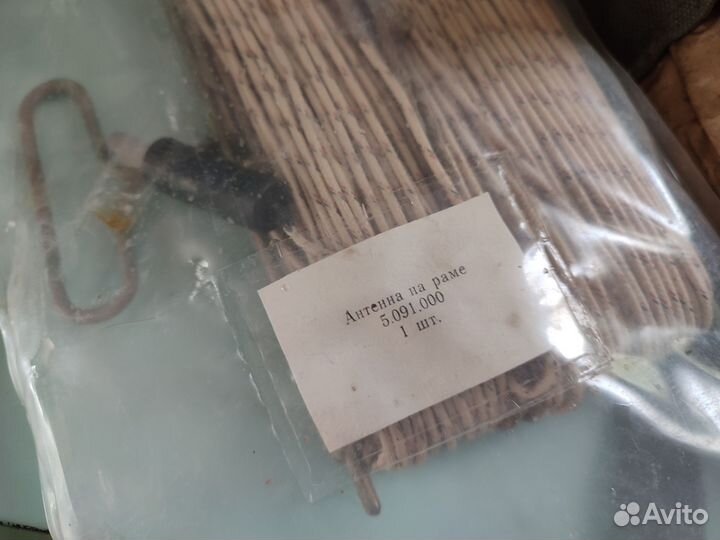 Антенна на раме
5.091.000
1 шт.
Avito